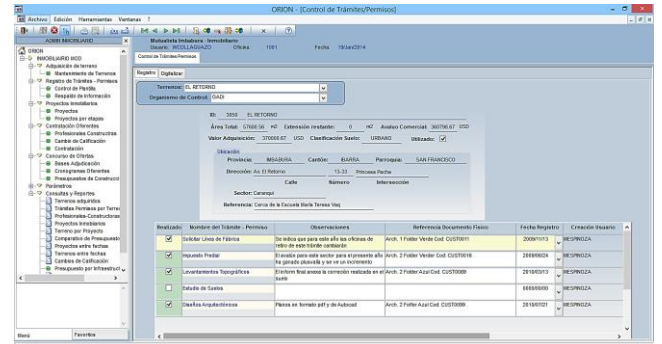 ORION - [Control de Trámites/Permisos]
Archivo Edición Herramientas Ventanas ?
ADMIN INMOBILIARIO
Mutualista Imbabura - Inmobiliario
Usuario: WCOLLAGUAZO Oficina: 1001 Fecha: 10/Jan/2014
Control de Trámites/Permisos
ORION
INMOBILIARIO MOD
Adquisición de terreno
Mantenimiento de Terrenos
Registro de Trámites - Permisos
Control de Plantilla
Respaldo de Información
Proyectos Inmobiliarios
Proyectos
Proyectos por etapas
Contratación Oferentes
Profesionales Constructoras
Cambio de Calificación
Contratación
Concurso de Ofertas
Bases Adjudicación
Cronogramas Oferentes
Presupuestos de Construcci
Parámetros
Consultas y Reportes
Terrenos adquiridos
Trámites Permisos por Terren
Profesionales-Constructoras
Proyectos Inmobiliarios
Terreno por Proyecto
Comparativo de Presupuesto
Proyectos entre fechas
Terrenos entre fechas
Cambios de Calificación
Presupuesto por Infraestruct
Menú Favoritos
Registro Digitalizar
Terrenos: EL RETORNO
Organismo de Control: GADI
ID: 3850 EL RETORNO
Área Total: 57600.56 m2 Extensión restante: 0 m2 Avalúo Comercial: 360796.67 USD
Valor Adquisición: 370000.67 USD Clasificación Suelo: URBANO Utilizado:
Ubicación
Provincia: IMBABURA Cantón: IBARRA Parroquia: SAN FRANCISCO
Dirección: Av. El Retorno 15-33 Princesa Pacha
Calle Número Intersección
Sector: Caranqui
Referencia: Cerca de la Escuela María Teresa Veq
Realizado Nombre del Trámite - Permiso Observaciones Referencia Documento Físico Fecha Registro Creación Usuario
Solicitar Línea de Fábrica Se indica que para este año las oficinas de retiro de este trámite cambiarón Arch. 1 Folder Verde Cod. CUST0011 2009/11/13 MESPINOZA
Impuesto Predial El avalúo para este sector para el presente año ha ganado plusvalía y se ve un incremento Arch. 2 Folder Verde Cod. CUST0016 MESPINOZA
Levantamientos Topográficos El inform final anexa la correción realizada en el suelo Arch. 2 Folder Azul Cod. CUST0089 2010/03/13 MESPINOZA
Estudio de Suelos 0000/00/00 MESPINOZA
Diseños Arquitectónicos Planos en formato pdf y de Autocad Arch. 2 Folder Azul Cod. CUST0099 2010/07/21 MESPINOZA